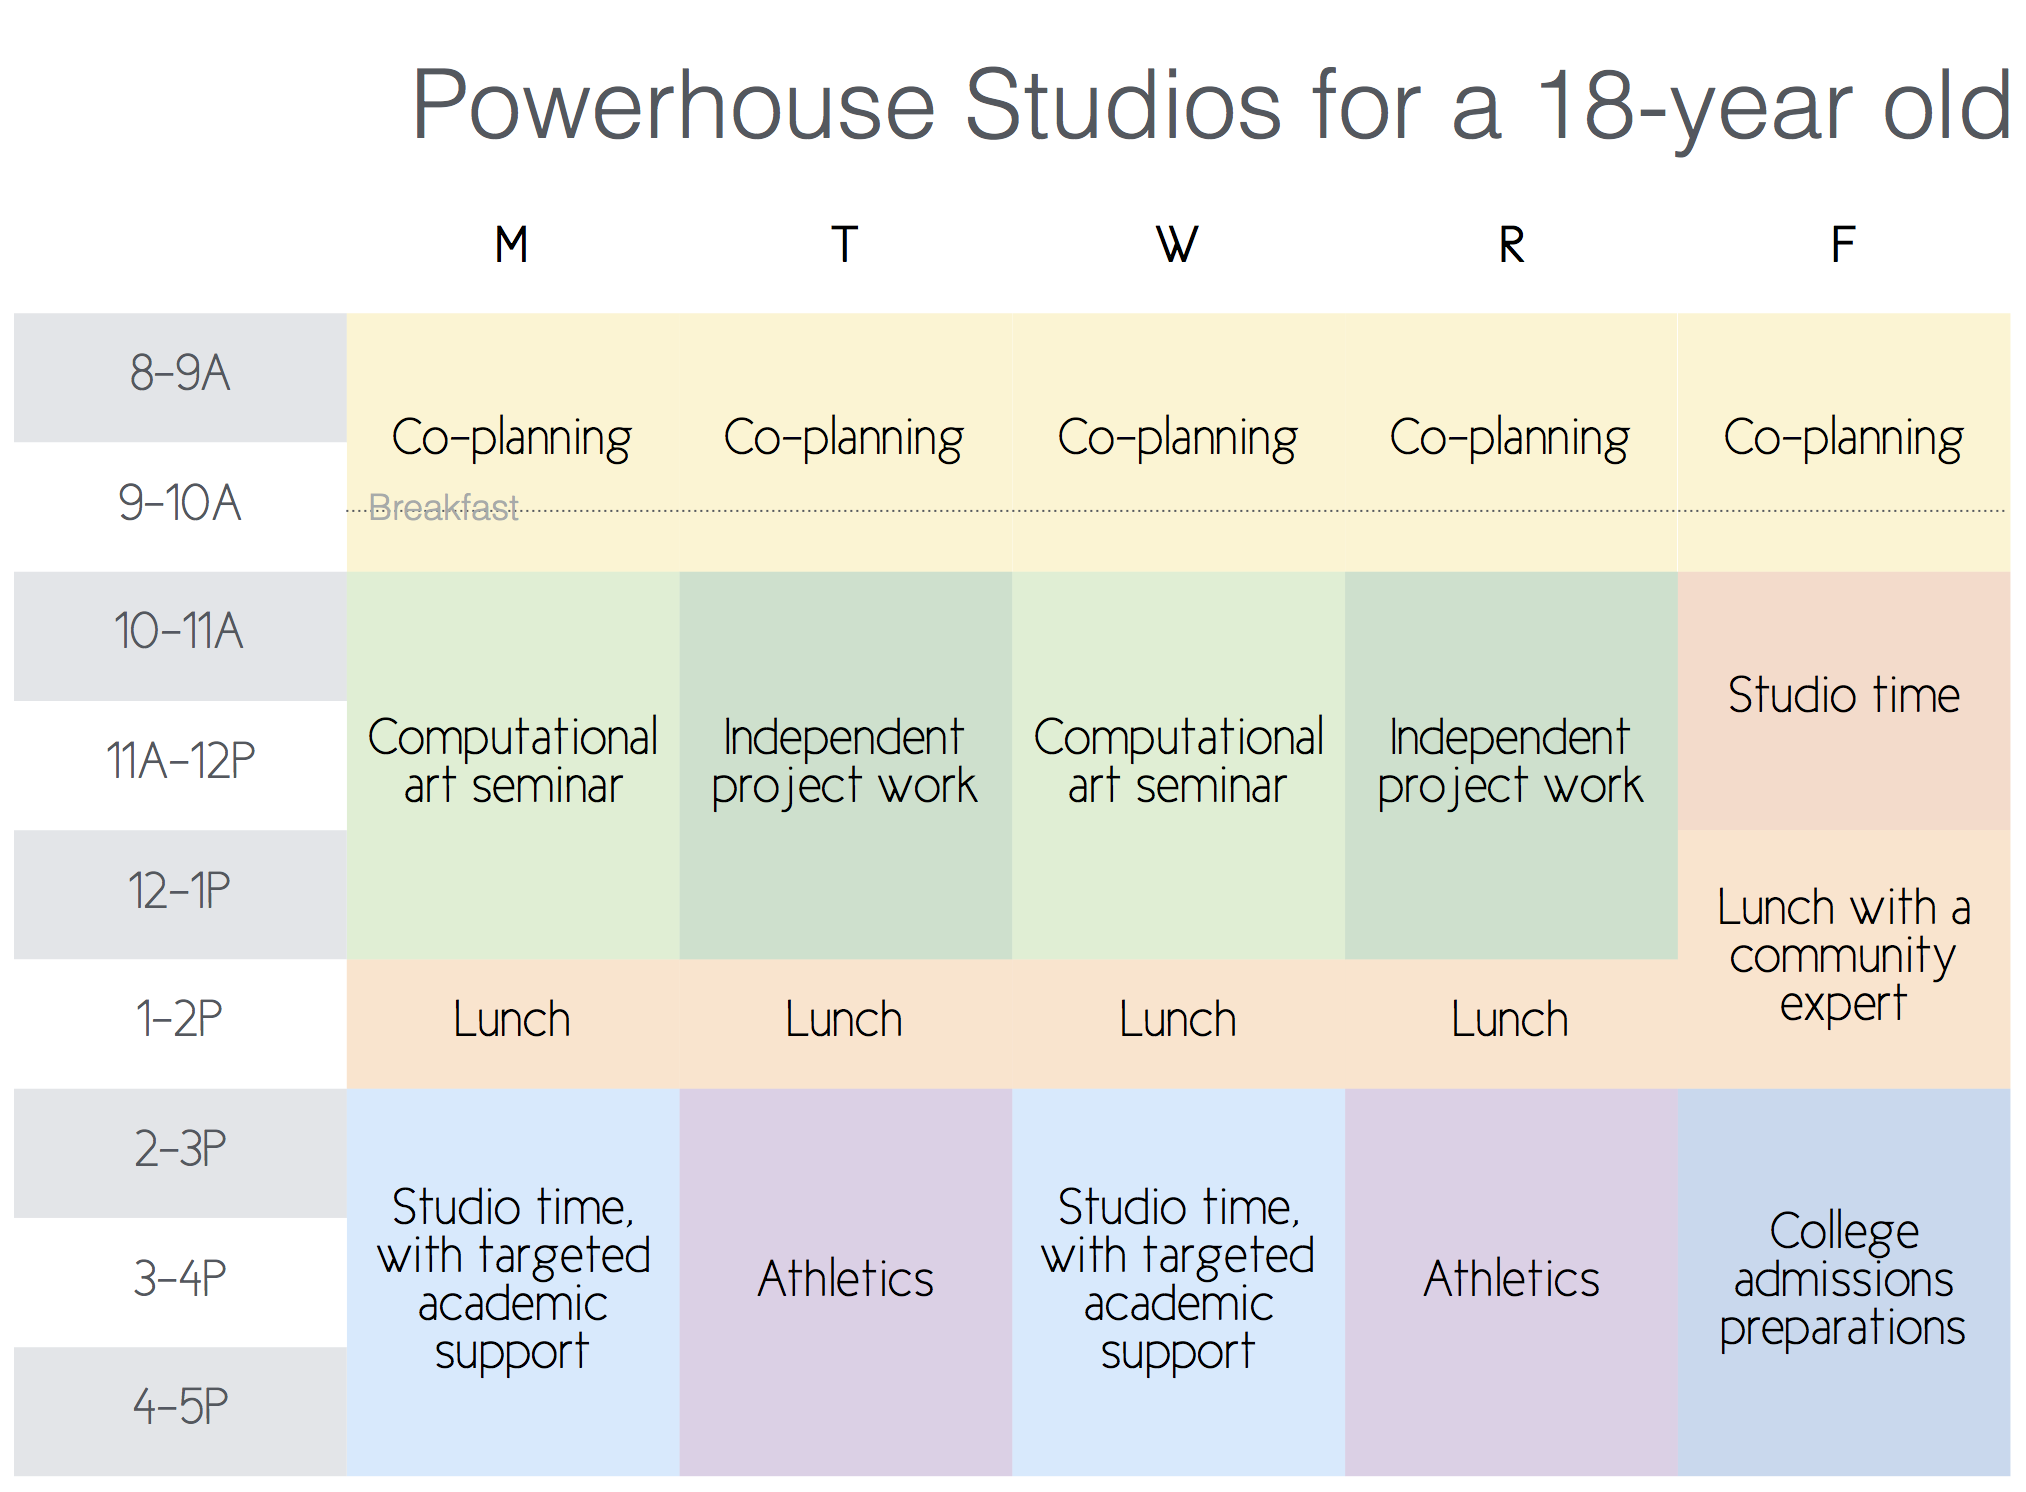 Powerhouse Studios for a 18-year old
M T W R F
8-9A
Co-planning Co-planning Co-planning Co-planning Co-planning
9-10A
Breakfast
10-11A
Studio time
11A-12P
Computational Independent Computational Independent
art seminar project work art seminar project work
12-1P
Lunch with a
community
expert
1-2P
Lunch Lunch Lunch Lunch
2-3P
Studio time,
with targeted
academic
support
Athletics
Studio time,
with targeted
academic
support
Athletics
College
admissions
preparations
3-4P
4-5P